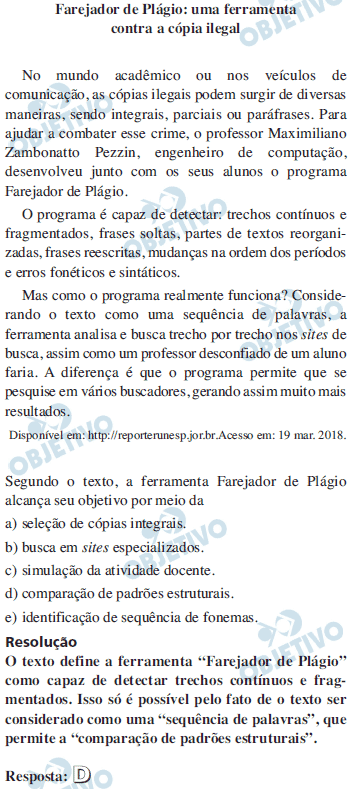 Farejador de Plágio: uma ferramenta
contra a cópia ilegal
No mundo acadêmico ou nos veículos de
comunicação, as cópias ilegais podem surgir de diversas
maneiras, sendo integrais, parciais ou paráfrases. Para
ajudar a combater esse crime, o professor Maximiliano
Zambonatto Pezzin, engenheiro de computação,
desenvolveu junto com os seus alunos o programa
Farejador de Plágio.
O programa é capaz de detectar: trechos contínuos e
fragmentados, frases soltas, partes de textos reorgani-
zadas, frases reescritas, mudanças na ordem dos períodos
e erros fonéticos e sintáticos.
Mas como o programa realmente funciona? Conside-
rando o texto como uma sequência de palavras, a
ferramenta analisa e busca trecho por trecho nos sites de
busca, assim como um professor desconfiado de um aluno
faria. A diferença é que o programa permite que se
pesquise em vários buscadores, gerando assim muito mais
resultados.
Disponível em: http://reporterunesp.jor.br.Acesso em: 19 mar. 2018.
Segundo o texto, a ferramenta Farejador de Plágio
alcança seu objetivo por meio da
a) seleção de cópias integrais.
b) busca em sites especializados.
c) simulação da atividade docente.
d) comparação de padrões estruturais.
e) identificação de sequência de fonemas.
Resolução
O texto define a ferramenta “Farejador de Plágio”
como capaz de detectar trechos contínuos e frag-
mentados. Isso só é possível pelo fato de o texto ser
considerado como uma “sequência de palavras”, que
permite a “comparação de padrões estruturais”.
Resposta: D
OBJETIVO
OBJETIVO
OBJETIVO
OBJETIVO
OBJETIVO
OBJETIVO
OBJETIVO
OBJETIVO